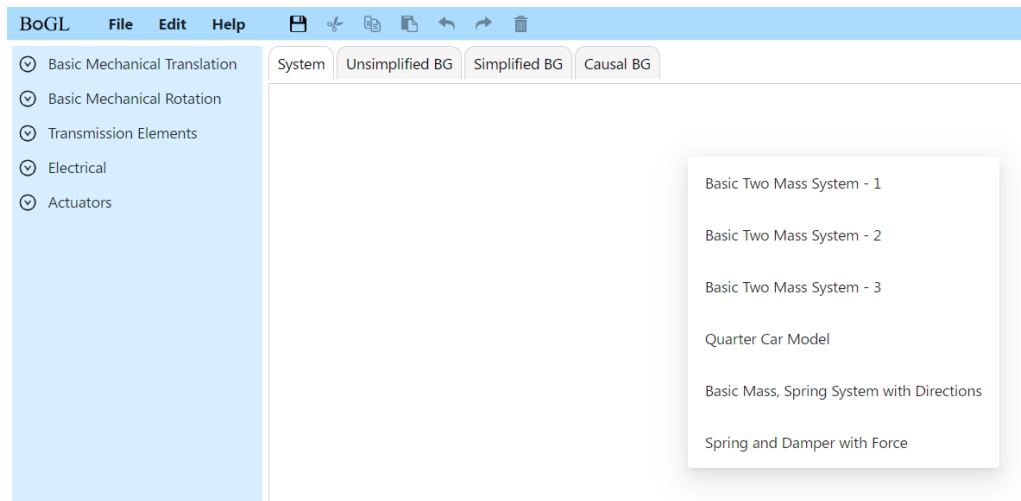 BoGL File Edit Help
Basic Mechanical Translation
Basic Mechanical Rotation
Transmission Elements
Electrical
Actuators
System Unsimplified BG Simplified BG Causal BG
Basic Two Mass System - 1
Basic Two Mass System - 2
Basic Two Mass System - 3
Quarter Car Model
Basic Mass, Spring System with Directions
Spring and Damper with Force